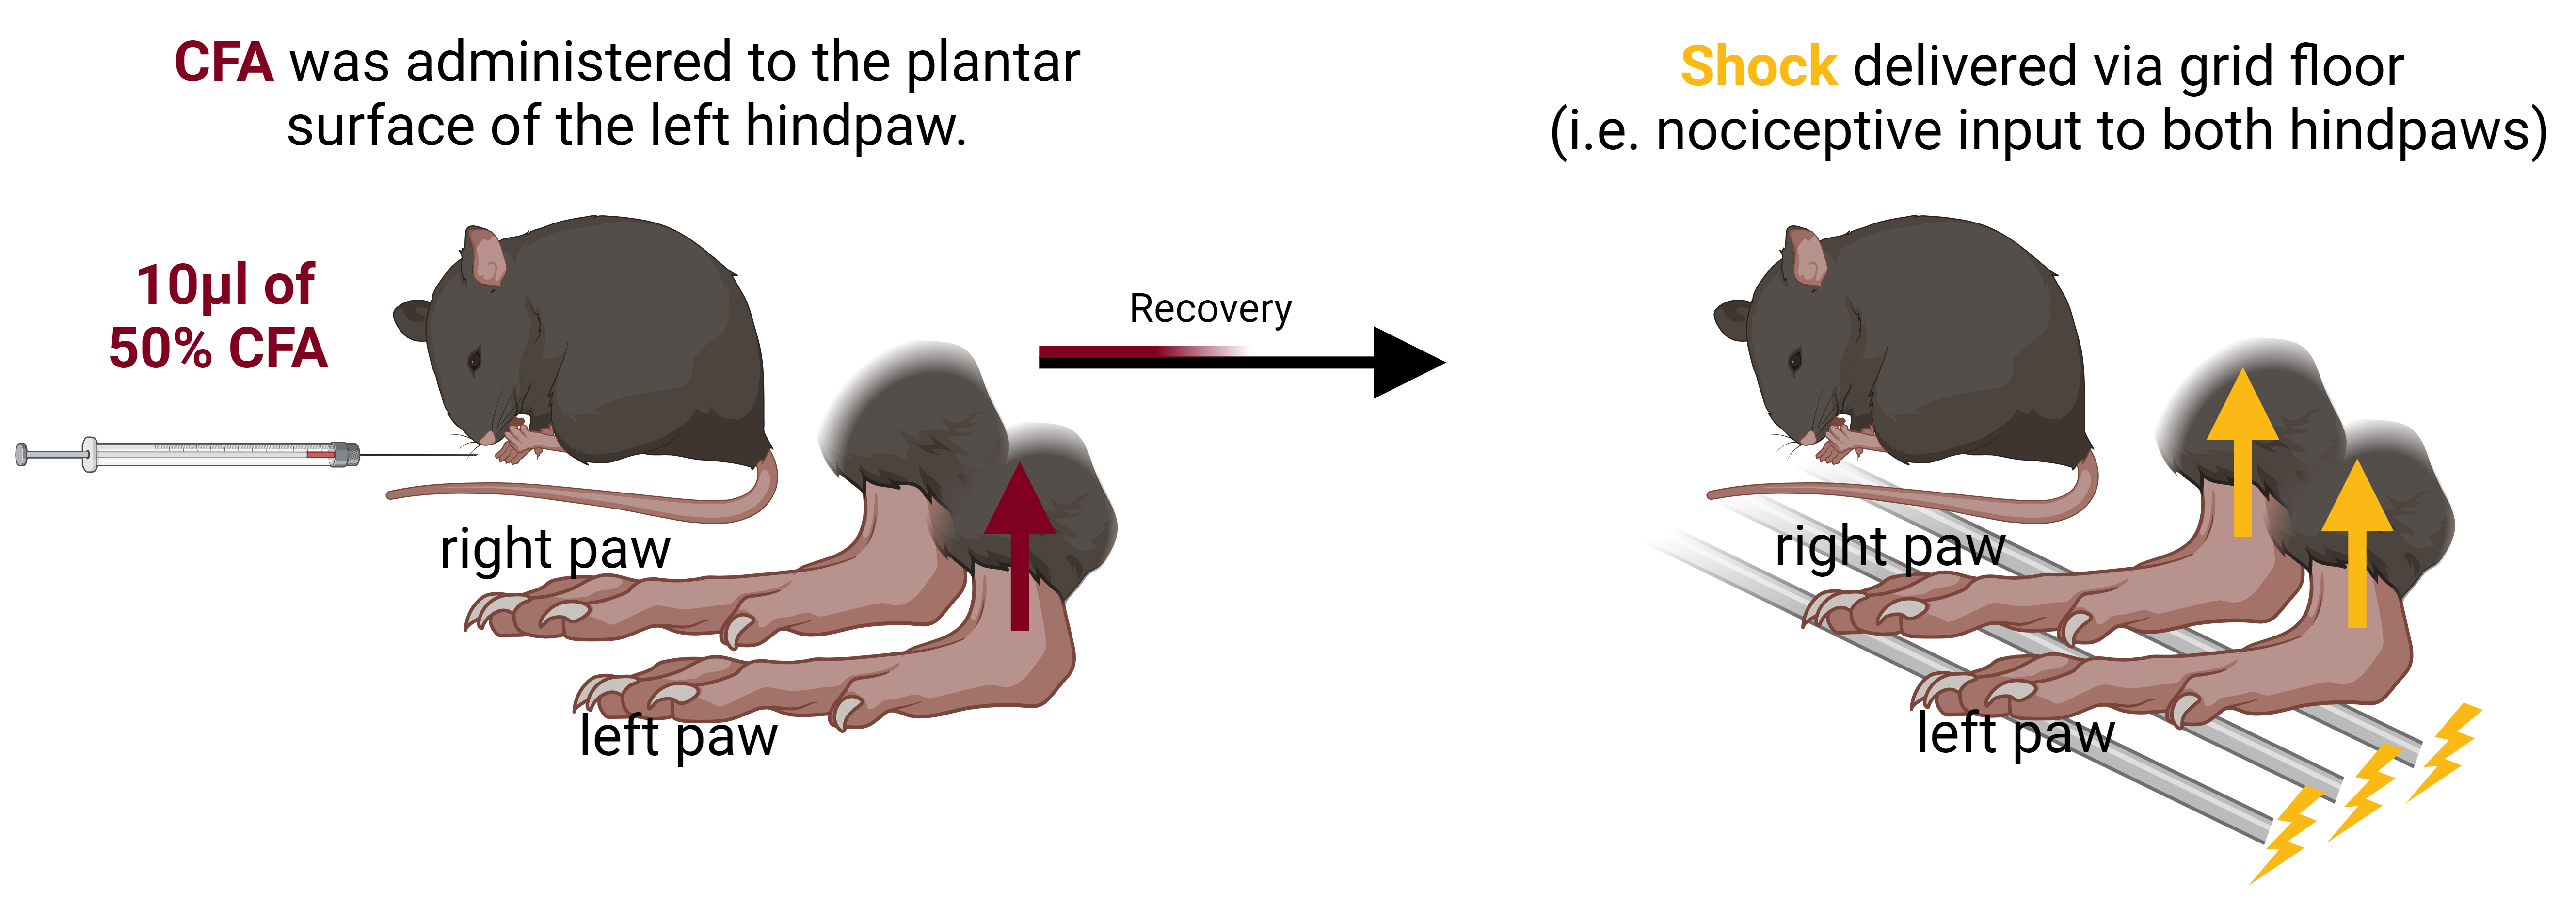 CFA was administered to the plantar
surface of the left hindpaw.
10µl of
50% CFA
right paw
left paw
Recovery
Shock delivered via grid floor
(i.e. nociceptive input to both hindpaws)
right paw
left paw